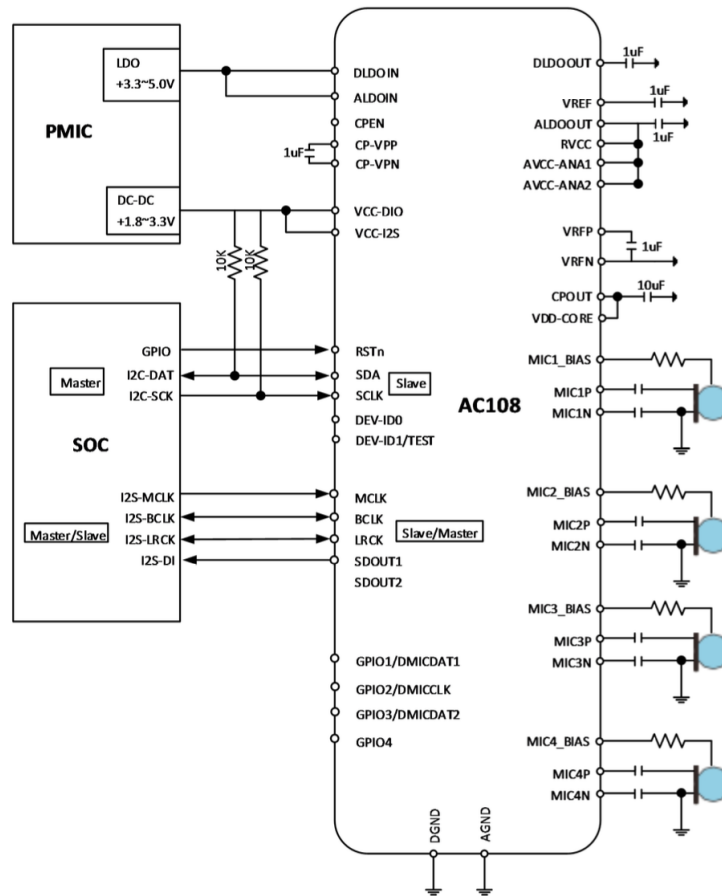 PMIC
LDO
+3.3~5.0V
DC-DC
+1.8~3.3V
1uF
10K
10K
SOC
Master
Master/Slave
GPIO
I2C-DAT
I2C-SCK
I2S-MCLK
I2S-BCLK
I2S-LRCK
I2S-DI
AC108
DLDOIN
ALDOIN
CPEN
CP-VPP
CP-VPN
VCC-DIO
VCC-I2S
RSTn
SDA
Slave
SCLK
DEV-ID0
DEV-ID1/TEST
MCLK
BCLK
Slave/Master
LRCK
SDOUT1
SDOUT2
GPIO1/DMICDAT1
GPIO2/DMICCLK
GPIO3/DMICDAT2
GPIO4
DGND
AGND
DLDOOUT
1uF
VREF
1uF
ALDOOUT
1uF
RVCC
AVCC-ANA1
AVCC-ANA2
VRFP
1uF
VRFN
10uF
CPOUT
VDD-CORE
MIC1_BIAS
MIC1P
MIC1N
MIC2_BIAS
MIC2P
MIC2N
MIC3_BIAS
MIC3P
MIC3N
MIC4_BIAS
MIC4P
MIC4N